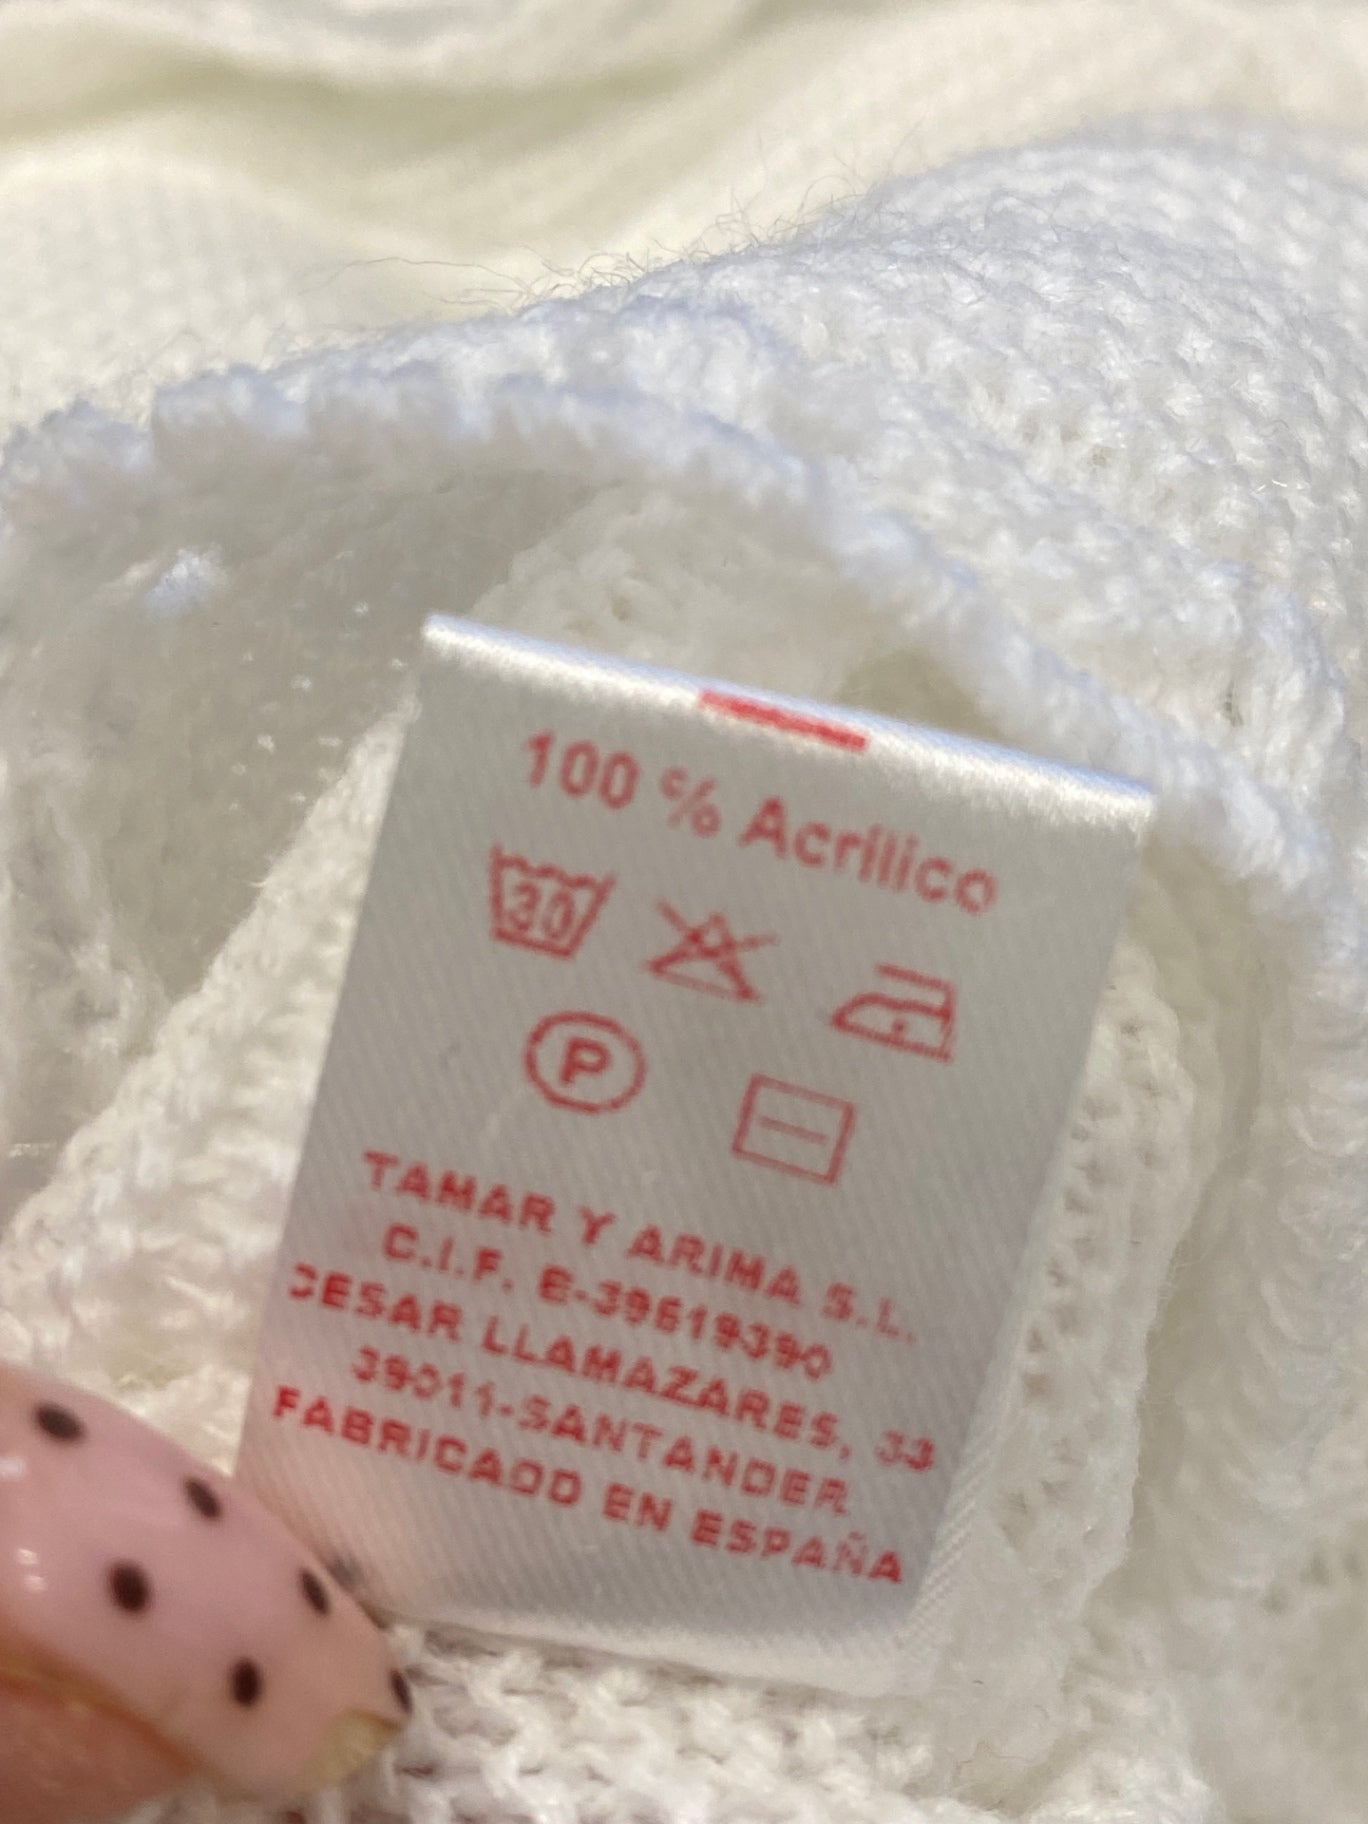 100 % Acrílico
30
P
TAMAR Y ARIMA S.L.
C.I.F. E-39619390
CESAR LLAMAZARES, 33
39011-SANTANDER
FABRICADO EN ESPAÑA